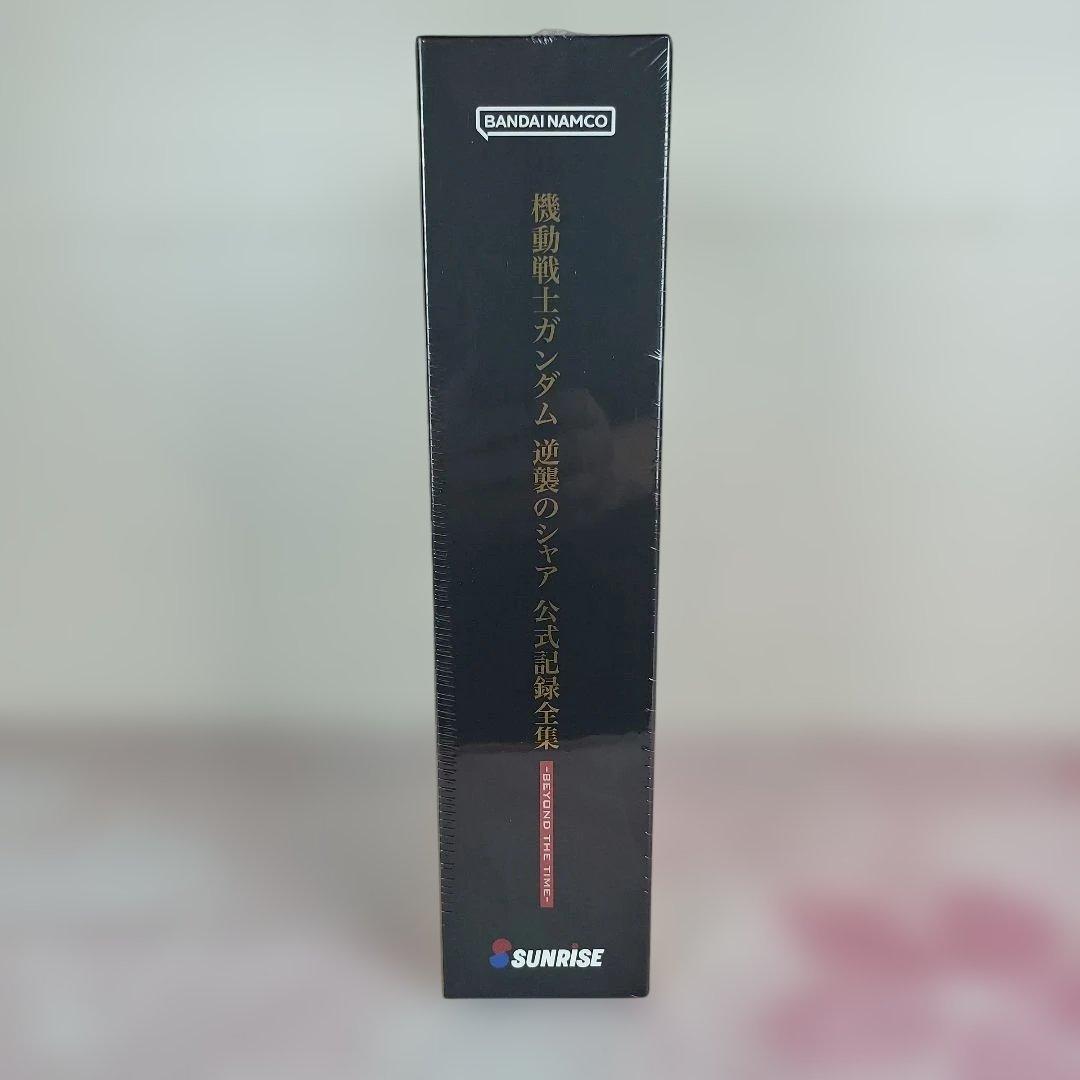 BANDAI NAMCO
機動戦士ガンダム 逆襲のシャア 公式記録全集
-BEYOND THE TIME-
SUNRISE